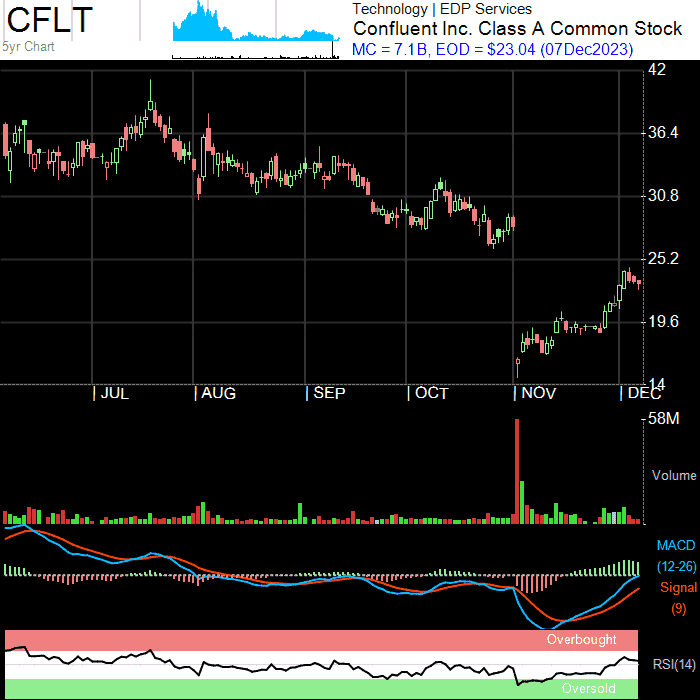 CFLT
5yr Chart
Technology | EDP Services
Confluent Inc. Class A Common Stock
MC = 7.1B, EOD = $23.04 (07Dec2023)
42
36.4
30.8
25.2
19.6
14
| JUL | AUG | SEP | OCT | NOV | DEC
58M
Volume
MACD
(12-26)
Signal
(9)
Overbought
RSI(14)
Oversold